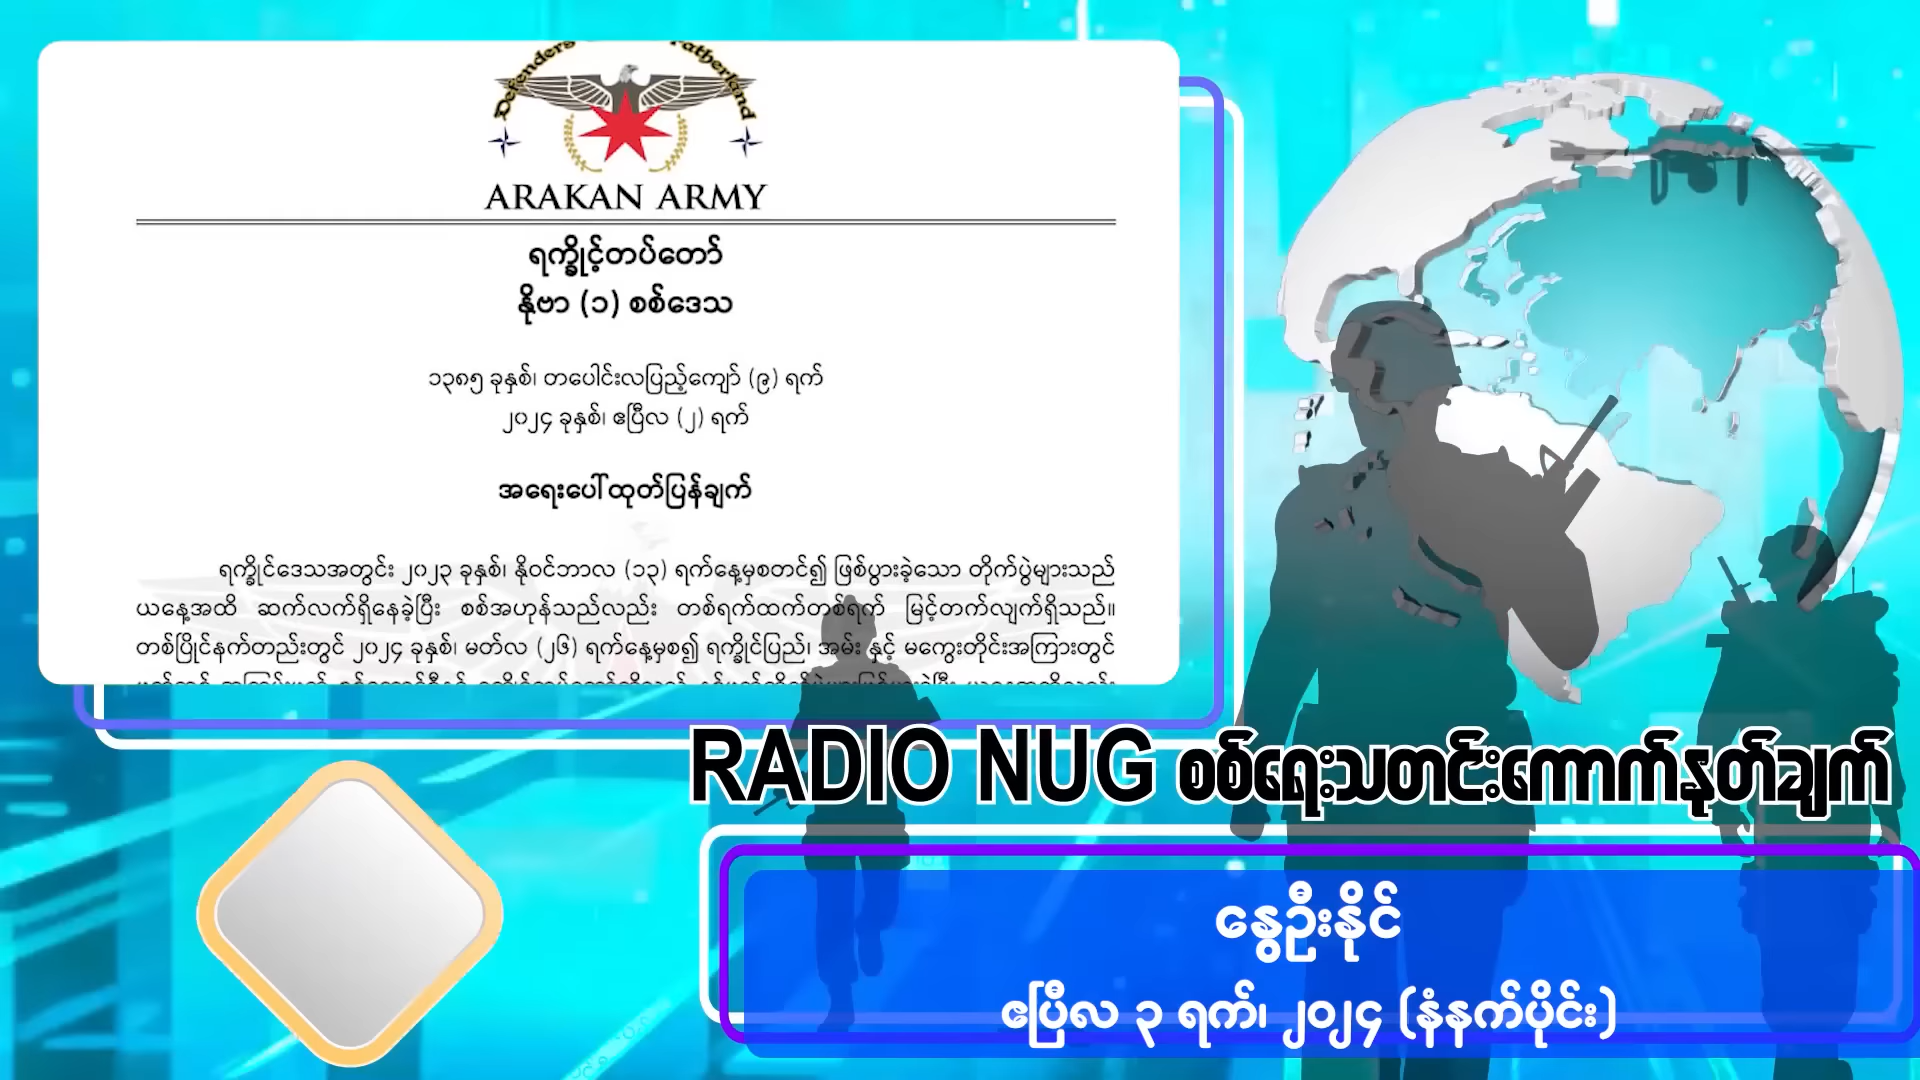 Defenders
Fatherland
ARAKAN ARMY
ရက္ခိုင့်တပ်တော်
နိုဗာ (၁) စစ်ဒေသ
၁၃၈၅ ခုနှစ်၊ တပေါင်းလပြည့်ကျော် (၉) ရက်
၂၀၂၄ ခုနှစ်၊ ဧပြီလ (၂) ရက်
အရေးပေါ်ထုတ်ပြန်ချက်
ရက္ခိုင်ဒေသအတွင်း ၂၀၂၃ ခုနှစ်၊ နိုဝင်ဘာလ (၁၃) ရက်နေ့မှစတင်၍ ဖြစ်ပွားခဲ့သော တိုက်ပွဲများသည်
ယနေ့အထိ ဆက်လက်ရှိနေခဲ့ပြီး စစ်အဟုန်သည်လည်း တစ်ရက်ထက်တစ်ရက် မြင့်တက်လျက်ရှိသည်။
တစ်ပြိုင်နက်တည်းတွင် ၂၀၂၄ ခုနှစ်၊ မတ်လ (၂၆) ရက်နေ့မှစ၍ ရက္ခိုင်ပြည်၊ အမ်း နှင့် မကွေးတိုင်းအကြားတွင်
RADIO NUG စစ်ရေးသတင်းကောက်နုတ်ချက်
နွေဦးနိုင်
ဧပြီလ ၃ ရက်၊ ၂၀၂၄ (နံနက်ပိုင်း)